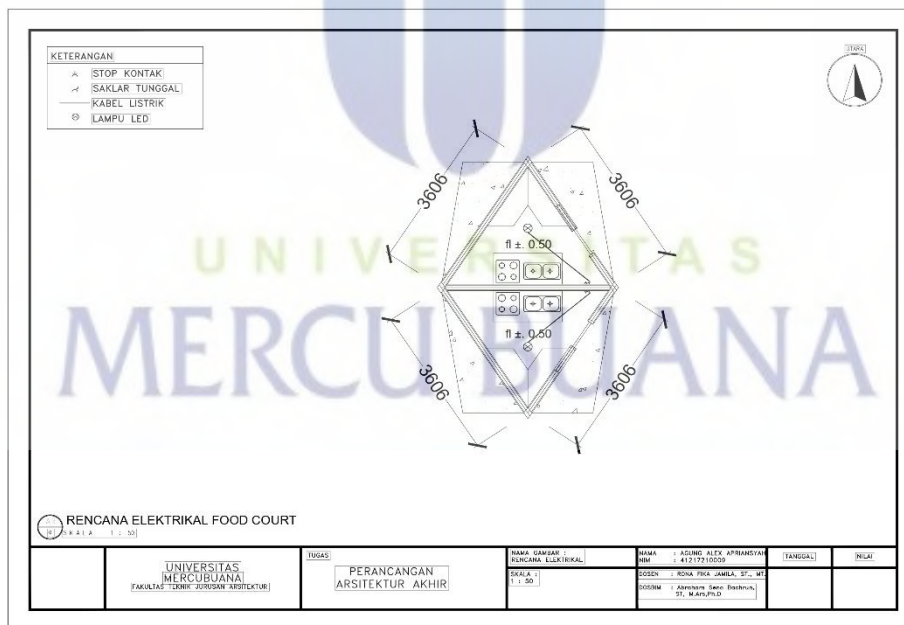 KETERANGAN
STOP KONTAK
SAKLAR TUNGGAL
KABEL LISTRIK
LAMPU LED
UTARA
3606
3606
fl ±. 0.50
fl ±. 0.50
3606
3606
UNIVERSITAS
MERCU BUANA
RENCANA ELEKTRIKAL FOOD COURT
SKALA 1 : 50
UNIVERSITAS
MERCUBUANA
FAKULTAS TEKNIK JURUSAN ARSITEKTUR
TUGAS
PERANCANGAN
ARSITEKTUR AKHIR
NAMA GAMBAR :
RENCANA ELEKTRIKAL
SKALA :
1 : 50
NAMA : AGUNG ALEX APRIANSYAH
NIM : 41217210009
DOSEN : RONA FIKA JAMILA, ST., MT.
DOSBIM : Abraham Seno Bachrun,
ST, M.Ars,Ph.D
TANGGAL
NILAI